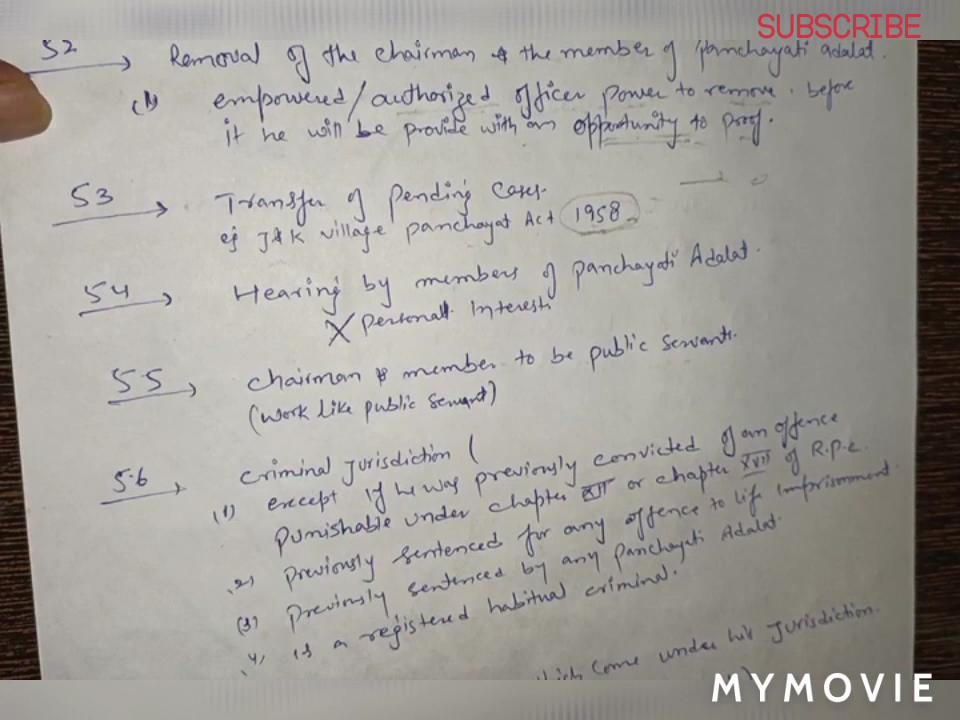 SUBSCRIBE
52 → Removal of the chairman & the member of panchayati adalat.
(1) empowered/authorized officer power to remove. before
it he will be provide with an opportunity to proof.
53 → Transfer of pending cases.
eg J&K village panchayat Act 1958
54 → Hearing by members of panchayati Adalat.
X personal Interest
55 → chairman & member to be public servants.
(work like public servant)
56 → criminal jurisdiction (
(1) except if he was previously convicted of an offence
punishable under chapter XII or chapter XVII of R.P.C.
(2) previously sentenced for any offence to life imprisonment
(3) previously sentenced by any panchayati Adalat
4) is a registered habitual criminal.
which come under his jurisdiction.
MYMOVIE